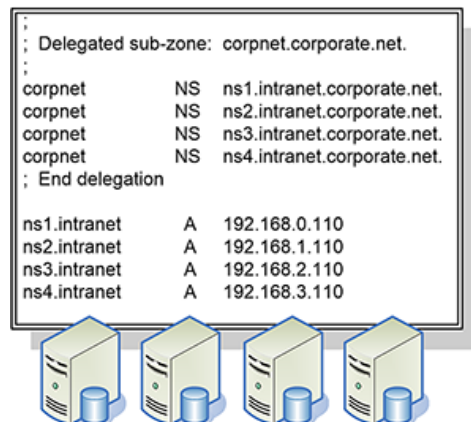 ;
; Delegated sub-zone: corpnet.corporate.net.
;
corpnet NS ns1.intranet.corporate.net.
corpnet NS ns2.intranet.corporate.net.
corpnet NS ns3.intranet.corporate.net.
corpnet NS ns4.intranet.corporate.net.
; End delegation
ns1.intranet A 192.168.0.110
ns2.intranet A 192.168.1.110
ns3.intranet A 192.168.2.110
ns4.intranet A 192.168.3.110